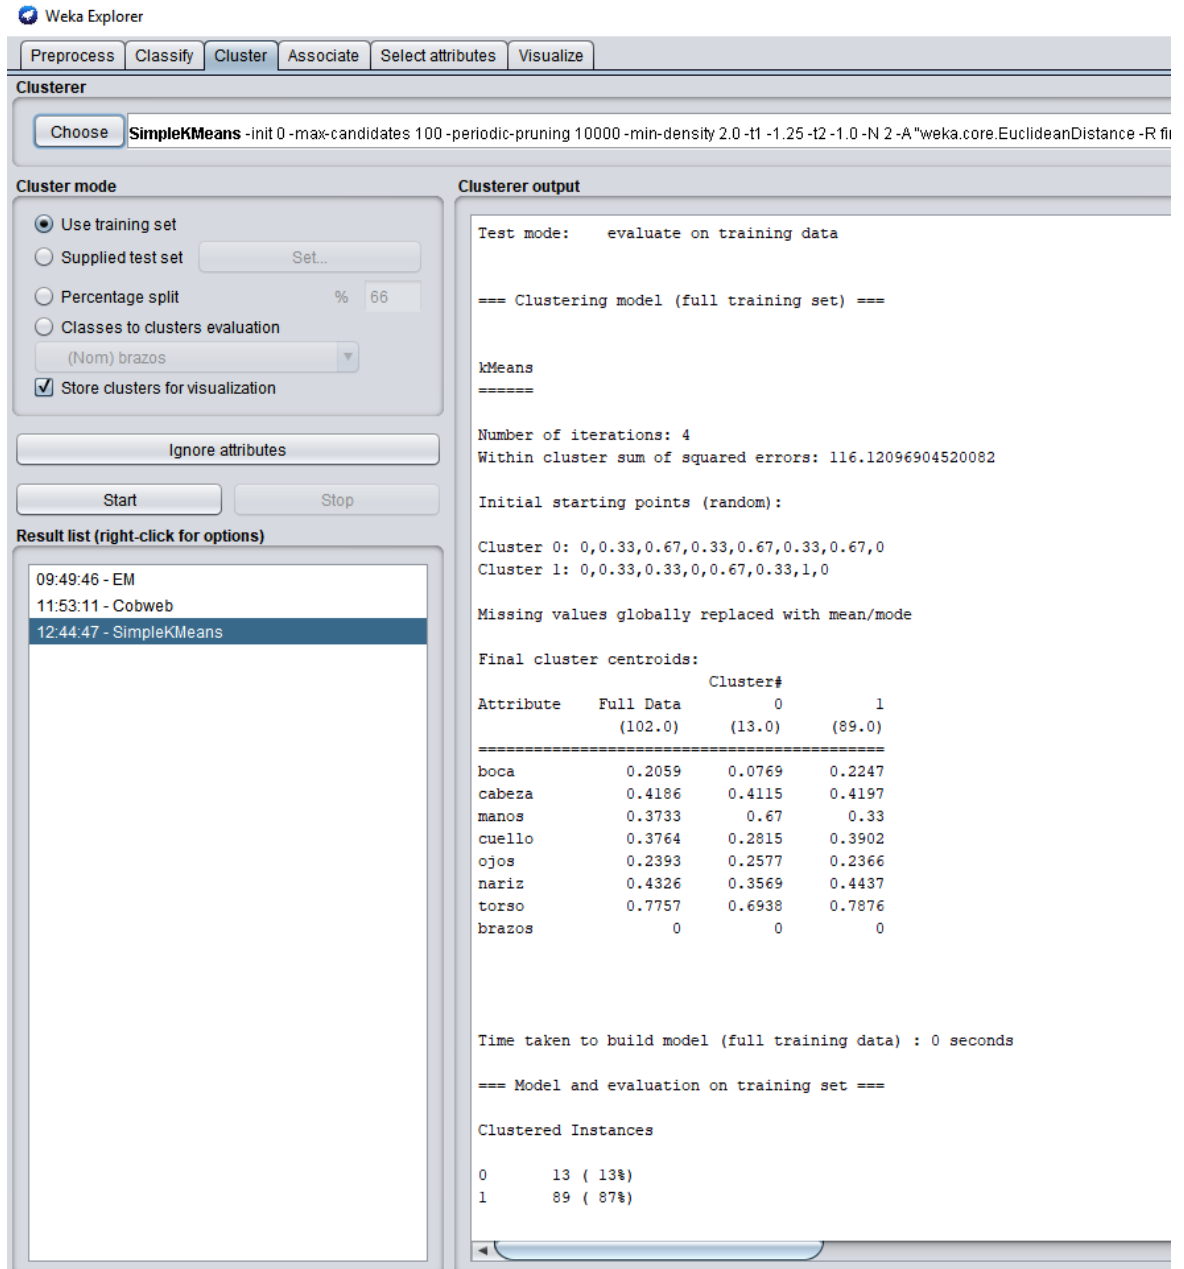 Weka Explorer
Preprocess Classify Cluster Associate Select attributes Visualize
Clusterer
Choose SimpleKMeans -init 0 -max-candidates 100 -periodic-pruning 10000 -min-density 2.0 -t1 -1.25 -t2 -1.0 -N 2 -A "weka.core.EuclideanDistance -R
Cluster mode
Use training set
Supplied test set Set...
Percentage split % 66
Classes to clusters evaluation
(Nom) brazos
Store clusters for visualization
Ignore attributes
Start Stop
Result list (right-click for options)
09:49:46 - EM
11:53:11 - Cobweb
12:44:47 - SimpleKMeans
Clusterer output
Test mode: evaluate on training data
=== Clustering model (full training set) ===
kMeans
======
Number of iterations: 4
Within cluster sum of squared errors: 116.12096904520082
Initial starting points (random):
Cluster 0: 0,0.33,0.67,0.33,0.67,0.33,0.67,0
Cluster 1: 0,0.33,0.33,0,0.67,0.33,1,0
Missing values globally replaced with mean/mode
Final cluster centroids:
Cluster#
Attribute Full Data 0 1
(102.0) (13.0) (89.0)
============================================
boca 0.2059 0.0769 0.2247
cabeza 0.4186 0.4115 0.4197
manos 0.3733 0.67 0.33
cuello 0.3764 0.2815 0.3902
ojos 0.2393 0.2577 0.2366
nariz 0.4326 0.3569 0.4437
torso 0.7757 0.6938 0.7876
brazos 0 0 0
Time taken to build model (full training data) : 0 seconds
=== Model and evaluation on training set ===
Clustered Instances
0 13 ( 13%)
1 89 ( 87%)